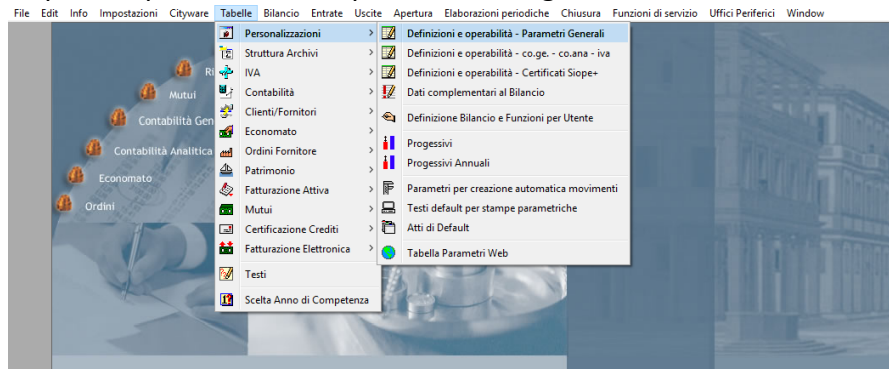 File Edit Info Impostazioni Cityware Tabelle Bilancio Entrate Uscite Apertura Elaborazioni periodiche Chiusura Funzioni di servizio Uffici Periferici Window
Personalizzazioni
Struttura Archivi
IVA
Contabilità
Clienti/Fornitori
Economato
Ordini Fornitore
Patrimonio
Fatturazione Attiva
Mutui
Certificazione Crediti
Fatturazione Elettronica
Testi
Scelta Anno di Competenza
Definizioni e operabilità - Parametri Generali
Definizioni e operabilità - co.ge. - co.ana - iva
Definizioni e operabilità - Certificati Siope+
Dati complementari al Bilancio
Definizione Bilancio e Funzioni per Utente
Progessivi
Progessivi Annuali
Parametri per creazione automatica movimenti
Testi default per stampe parametriche
Atti di Default
Tabella Parametri Web
Ri
Mutui
Contabilità Gen
Contabilità Analitica
Economato
Ordini